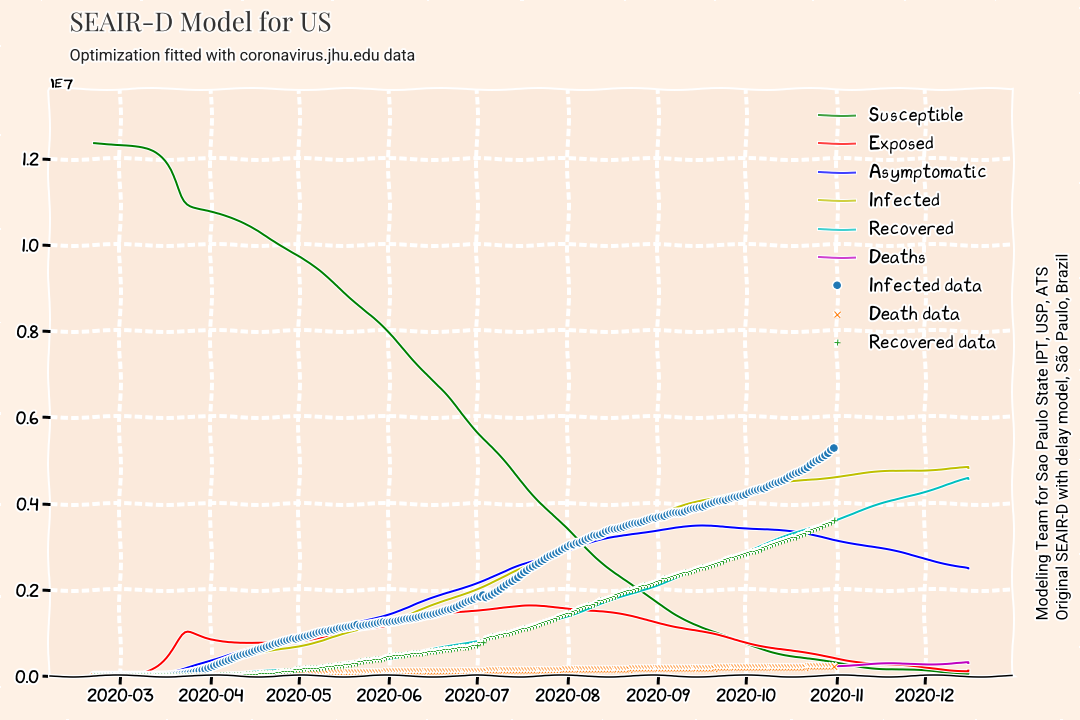 SEAIR-D Model for US
Optimization fitted with coronavirus.jhu.edu data
1E7
Susceptible
Exposed
Asymptomatic
Infected
Recovered
Deaths
Infected data
Death data
Recovered data
1.2
1.0
0.8
0.6
0.4
0.2
0.0
2020-03 2020-04 2020-05 2020-06 2020-07 2020-08 2020-09 2020-10 2020-11 2020-12
Modeling Team for Sao Paulo State IPT, USP, ATS
Original SEAIR-D with delay model, São Paulo, Brazil